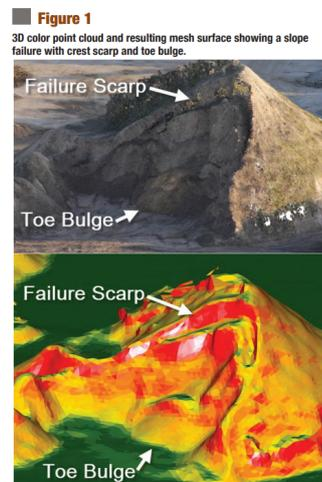 Figure 1
3D color point cloud and resulting mesh surface showing a slope
failure with crest scarp and toe bulge.
Failure Scarp
Toe Bulge
Failure Scarp
Toe Bulge